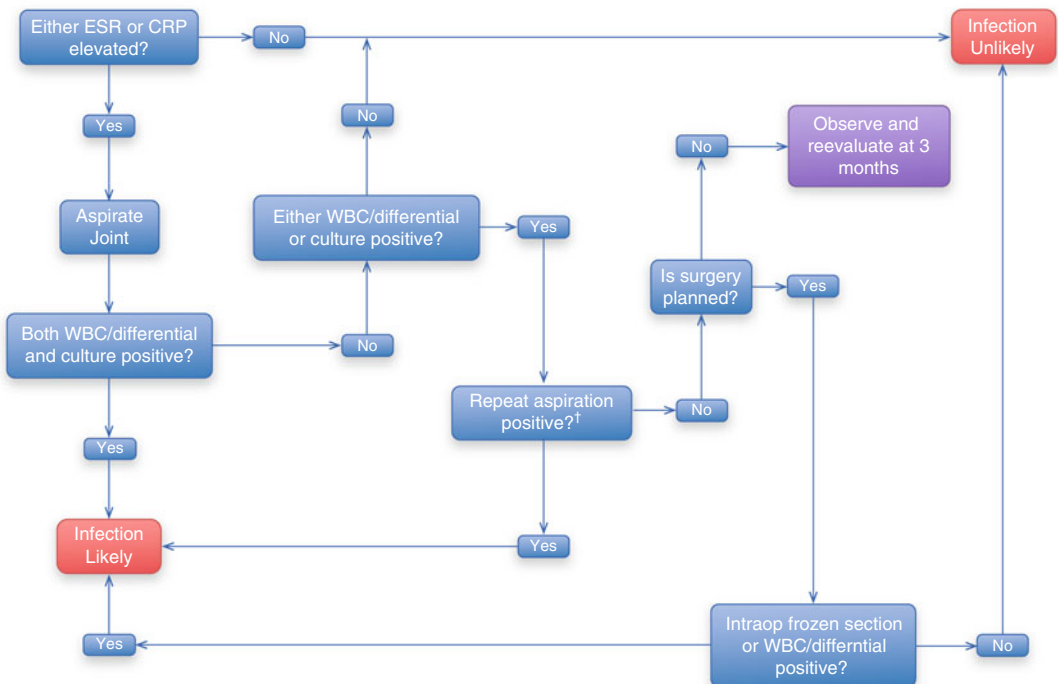 Either ESR or CRP
elevated?
No
Infection
Unlikely
Yes
No
No
Observe and
reevaluate at 3
months
Aspirate
Joint
Either WBC/differential
or culture positive?
Yes
Is surgery
planned?
Yes
Both WBC/differential
and culture positive?
No
Repeat aspiration
positive?†
No
Yes
Infection
Likely
Yes
Yes
Intraop frozen section
or WBC/differntial
positive?
No